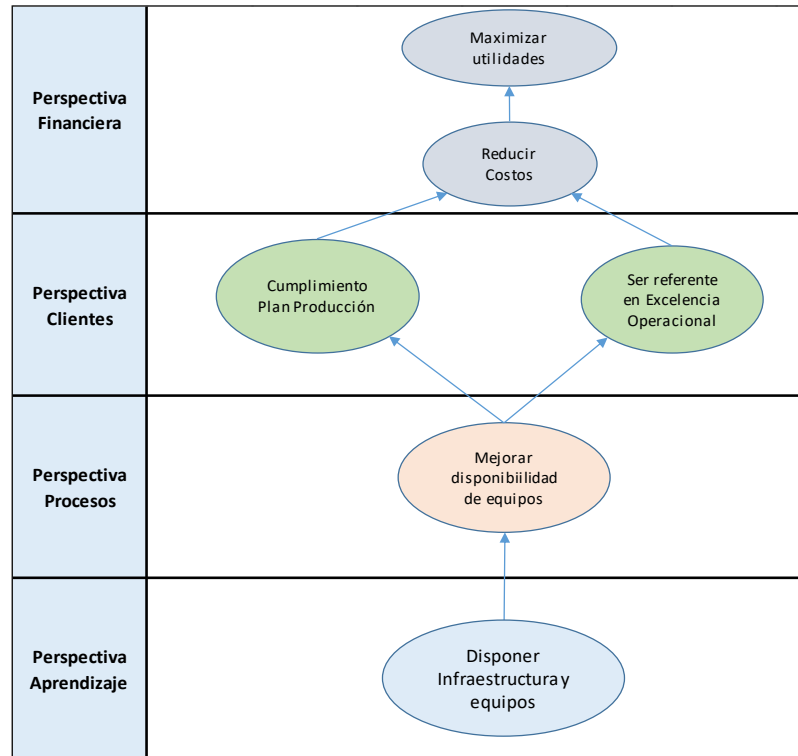 Maximizar
utilidades
Perspectiva
Financiera
Reducir
Costos
Perspectiva
Clientes
Cumplimiento
Plan Producción
Ser referente
en Excelencia
Operacional
Perspectiva
Procesos
Mejorar
disponibiilidad
de equipos
Perspectiva
Aprendizaje
Disponer
Infraestructura y
equipos